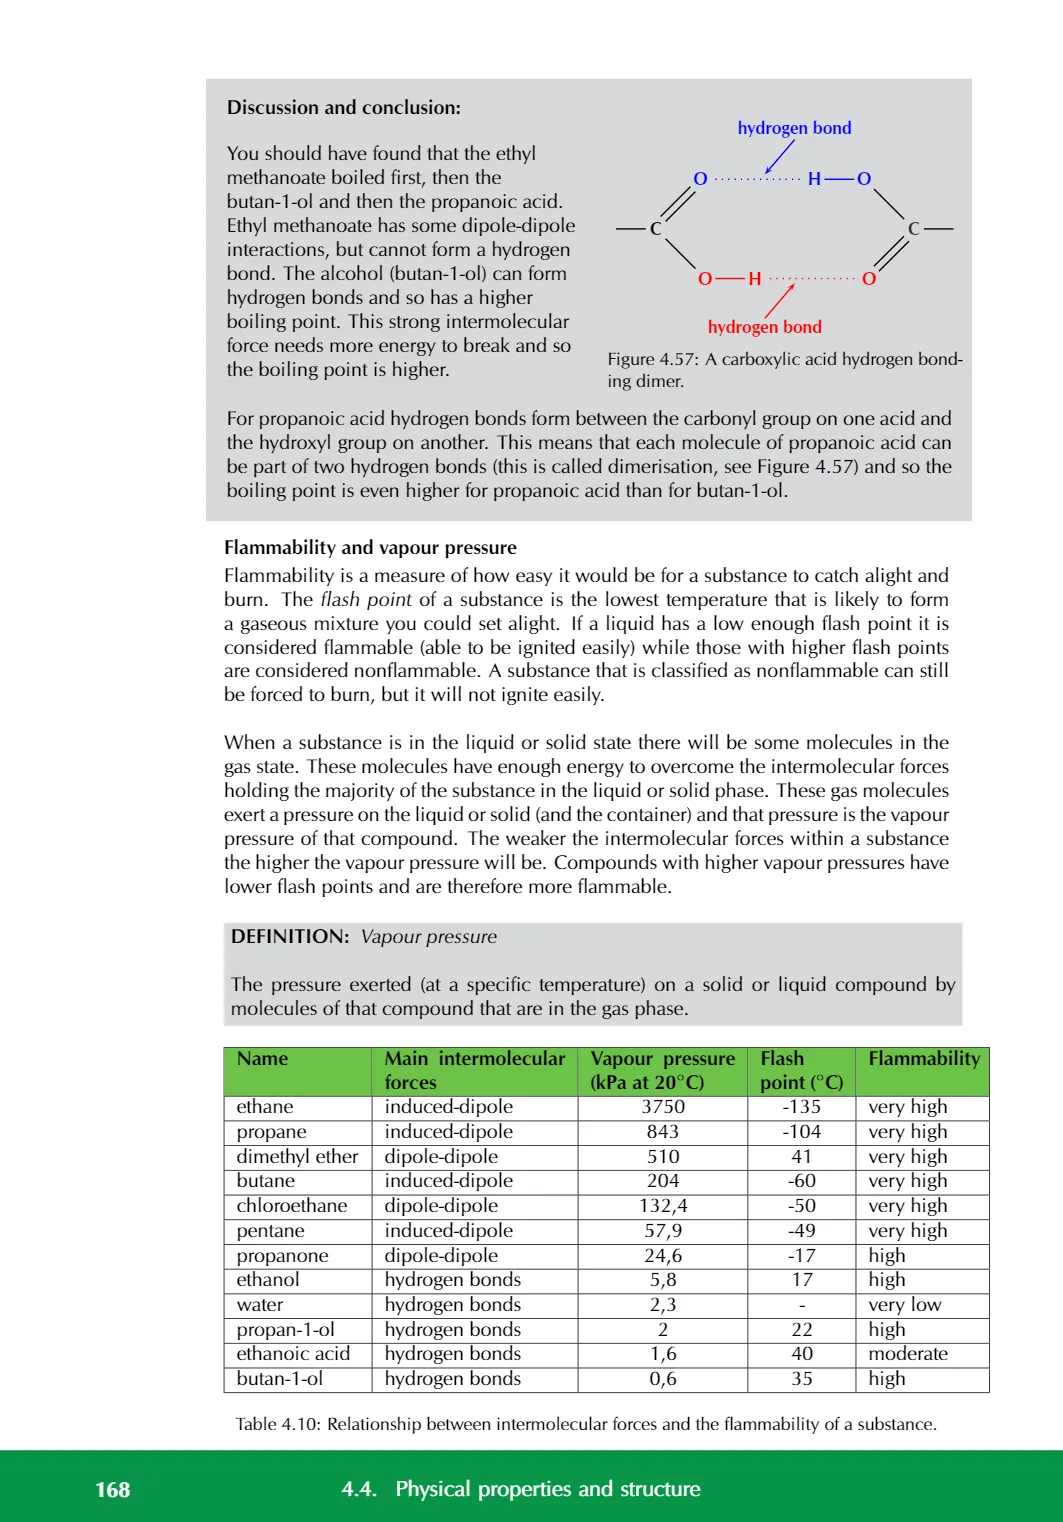 Discussion and conclusion:
You should have found that the ethyl
methanoate boiled first, then the
butan-1-ol and then the propanoic acid.
Ethyl methanoate has some dipole-dipole
interactions, but cannot form a hydrogen
bond. The alcohol (butan-1-ol) can form
hydrogen bonds and so has a higher
boiling point. This strong intermolecular
force needs more energy to break and so
the boiling point is higher.
hydrogen bond
O H O
C C
O H O
hydrogen bond
Figure 4.57: A carboxylic acid hydrogen bond-
ing dimer.
For propanoic acid hydrogen bonds form between the carbonyl group on one acid and
the hydroxyl group on another. This means that each molecule of propanoic acid can
be part of two hydrogen bonds (this is called dimerisation, see Figure 4.57) and so the
boiling point is even higher for propanoic acid than for butan-1-ol.
Flammability and vapour pressure
Flammability is a measure of how easy it would be for a substance to catch alight and
burn. The flash point of a substance is the lowest temperature that is likely to form
a gaseous mixture you could set alight. If a liquid has a low enough flash point it is
considered flammable (able to be ignited easily) while those with higher flash points
are considered nonflammable. A substance that is classified as nonflammable can still
be forced to burn, but it will not ignite easily.
When a substance is in the liquid or solid state there will be some molecules in the
gas state. These molecules have enough energy to overcome the intermolecular forces
holding the majority of the substance in the liquid or solid phase. These gas molecules
exert a pressure on the liquid or solid (and the container) and that pressure is the vapour
pressure of that compound. The weaker the intermolecular forces within a substance
the higher the vapour pressure will be. Compounds with higher vapour pressures have
lower flash points and are therefore more flammable.
DEFINITION: Vapour pressure
The pressure exerted (at a specific temperature) on a solid or liquid compound by
molecules of that compound that are in the gas phase.
Name Main intermolecular Vapour pressure Flash Flammability
forces (kPa at 20°C) point (°C)
ethane induced-dipole 3750 -135 very high
propane induced-dipole 843 -104 very high
dimethyl ether dipole-dipole 510 41 very high
butane induced-dipole 204 -60 very high
chloroethane dipole-dipole 132,4 -50 very high
pentane induced-dipole 57,9 -49 very high
propanone dipole-dipole 24,6 -17 high
ethanol hydrogen bonds 5,8 17 high
water hydrogen bonds 2,3 - very low
propan-1-ol hydrogen bonds 2 22 high
ethanoic acid hydrogen bonds 1,6 40 moderate
butan-1-ol hydrogen bonds 0,6 35 high
Table 4.10: Relationship between intermolecular forces and the flammability of a substance.
168 4.4. Physical properties and structure